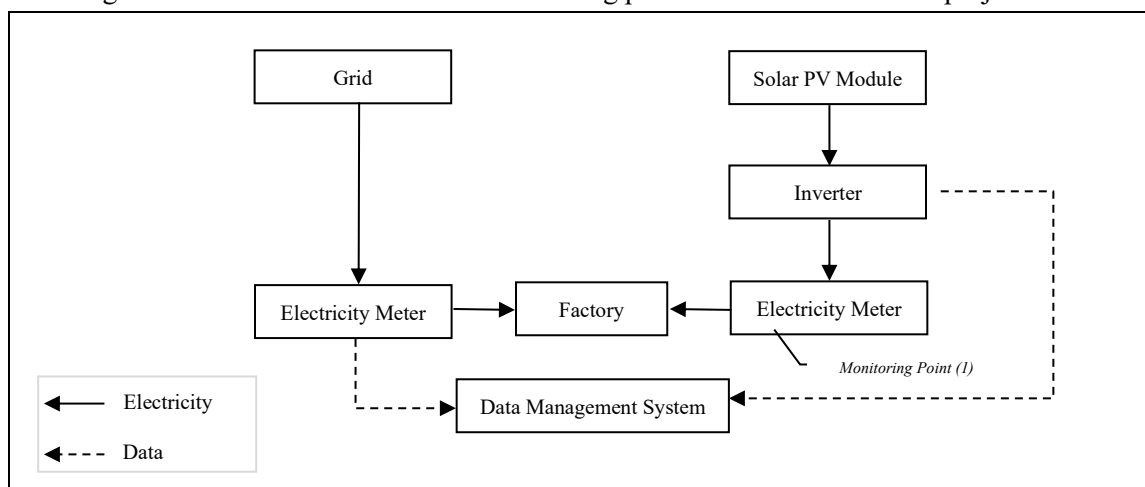 Grid
Solar PV Module
Inverter
Electricity Meter
Factory
Electricity Meter
Monitoring Point (1)
Data Management System
Electricity
Data